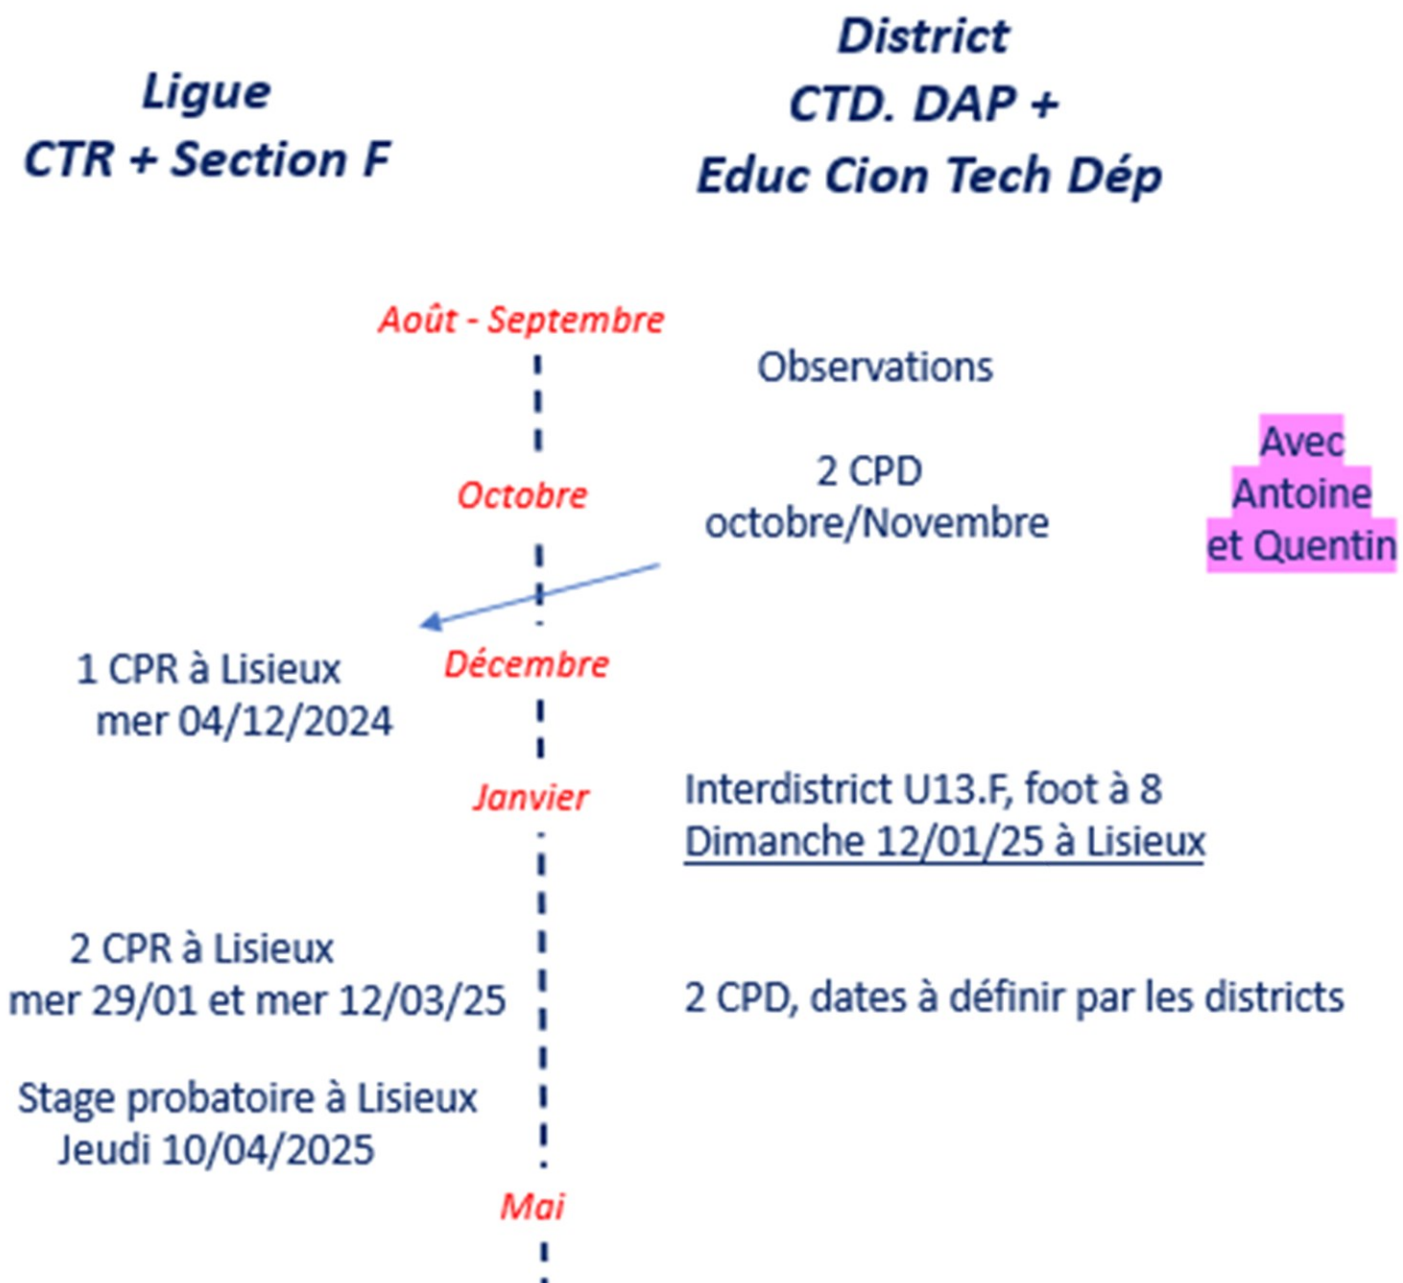 District
Ligue
CTD. DAP +
CTR + Section F
Educ Cion Tech Dép
Août - Septembre
Observations
Avec
2 CPD
Antoine
Octobre
octobre/Novembre
et Quentin
1 CPR à Lisieux
Décembre
mer 04/12/2024
Interdistrict U13.F, foot à 8
Janvier
Dimanche 12/01/25 à Lisieux
2 CPR à Lisieux
mer 29/01 et mer 12/03/25
2 CPD, dates à définir par les districts
Stage probatoire à Lisieux
Jeudi 10/04/2025
Mai